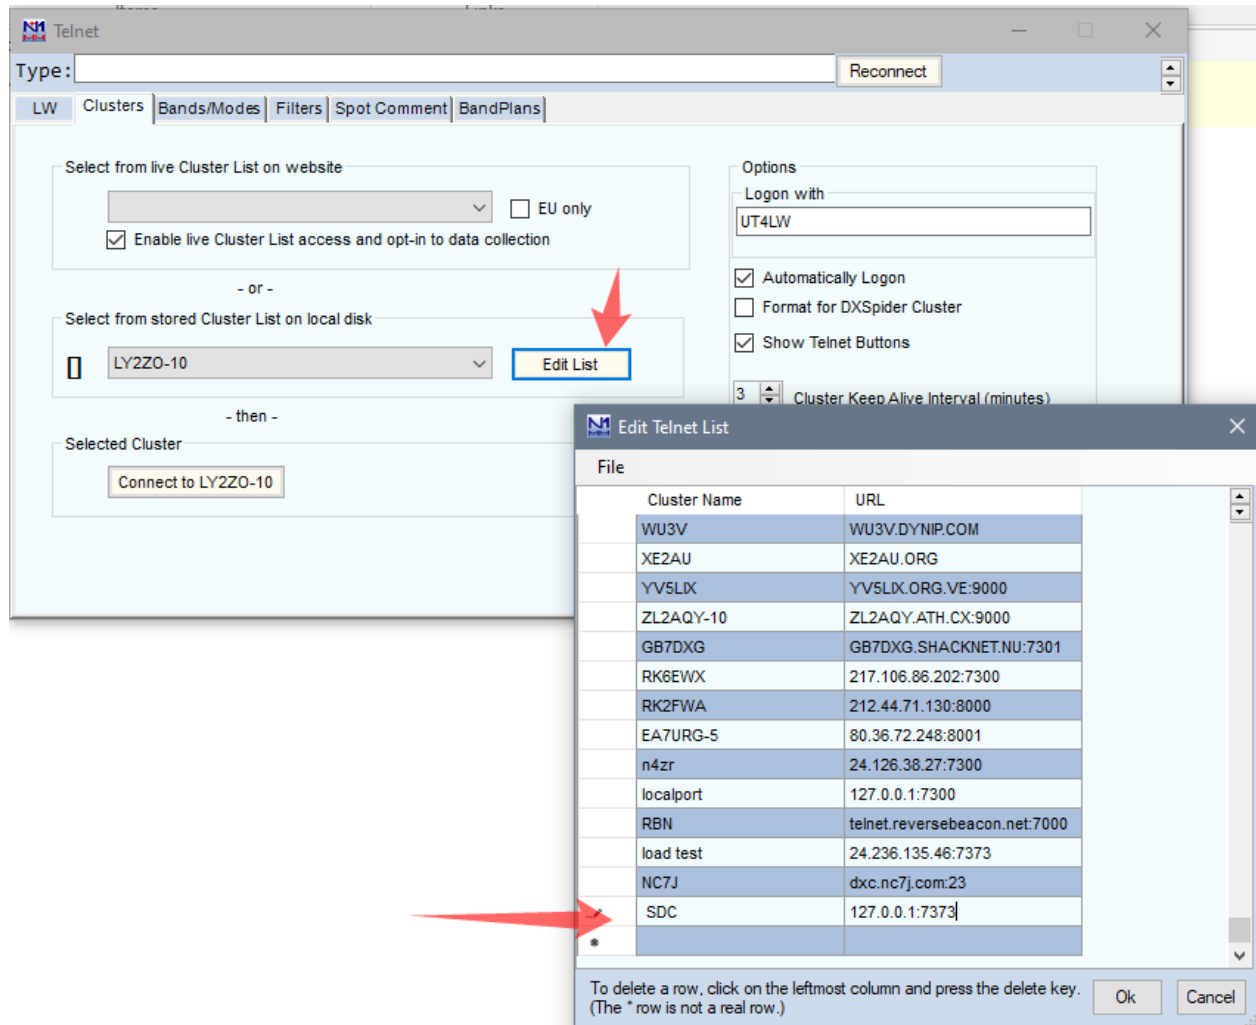 Telnet
Type:
Reconnect
LW Clusters Bands/Modes Filters Spot Comment BandPlans
Select from live Cluster List on website
EU only
Enable live Cluster List access and opt-in to data collection
- or -
Select from stored Cluster List on local disk
[] LY2ZO-10
Edit List
- then -
Selected Cluster
Connect to LY2ZO-10
Options
Logon with
UT4LW
Automatically Logon
Format for DXSpider Cluster
Show Telnet Buttons
3 Cluster Keep Alive Interval (minutes)
Edit Telnet List
File
Cluster Name URL
WU3V WU3V.DYNIP.COM
XE2AU XE2AU.ORG
YV5LIX YV5LIX.ORG.VE:9000
ZL2AQY-10 ZL2AQY.ATH.CX:9000
GB7DXG GB7DXG.SHACKNET.NU:7301
RK6EWX 217.106.86.202:7300
RK2FWA 212.44.71.130:8000
EA7URG-5 80.36.72.248:8001
n4zr 24.126.38.27:7300
localport 127.0.0.1:7300
RBN telnet.reversebeacon.net:7000
load test 24.236.135.46:7373
NC7J dxc.nc7j.com:23
SDC 127.0.0.1:7373
*
To delete a row, click on the leftmost column and press the delete key.
(The * row is not a real row.)
Ok Cancel